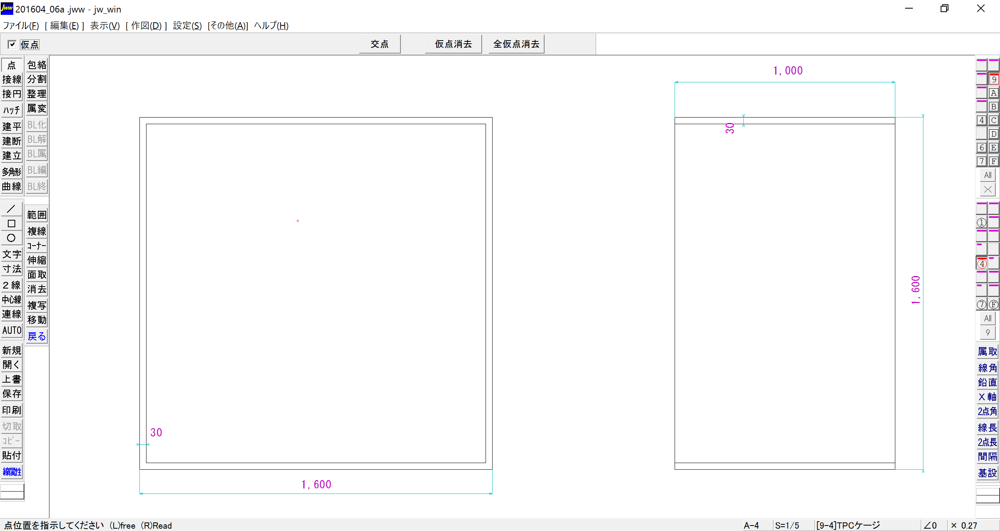 Jww 201604_06a .jww - jw_win
ファイル(F) [ 編集(E) ] 表示(V) [ 作図(D) ] 設定(S) [その他(A)] ヘルプ(H)
仮点 交点 仮点消去 全仮点消去
点 包絡
接線 分割
接円 整理
ﾊｯﾁ 属変
建平 BL化
建断 BL解
建立 BL属
多角形 BL編
曲線 BL終
／
□ 範囲
○ 複線
文字 ｺｰﾅｰ
寸法 伸縮
２線 面取
中心線 消去
連線 複写
AUTO 移動
戻る
新規
開く
上書
保存
印刷
切取
ｺﾋﾟｰ
貼付
線属性
1,000
30
1,600
30
1,600
9
A
B
4 C
D
6 E
7 F
All
×
1
4
7 F
All
9
属取
線角
鉛直
Ｘ軸
2点角
線長
2点長
間隔
基設
点位置を指示してください (L)free (R)Read
A-4 S=1/5 [9-4]TPCケージ ∠0 × 0.27